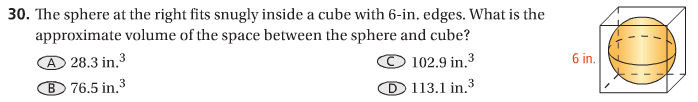 30. The sphere at the right fits snugly inside a cube with 6-in. edges. What is the
approximate volume of the space between the sphere and cube?
A 28.3 in.³
C 102.9 in.³
B 76.5 in.³
D 113.1 in.³
6 in.